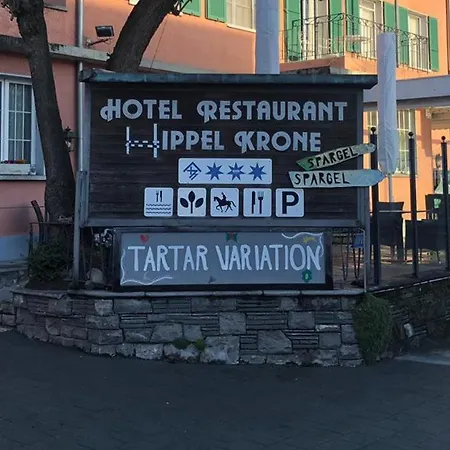 HOTEL RESTAURANT
HIPPEL KRONE
SPARGEL
SPARGEL
P
TARTAR VARIATION